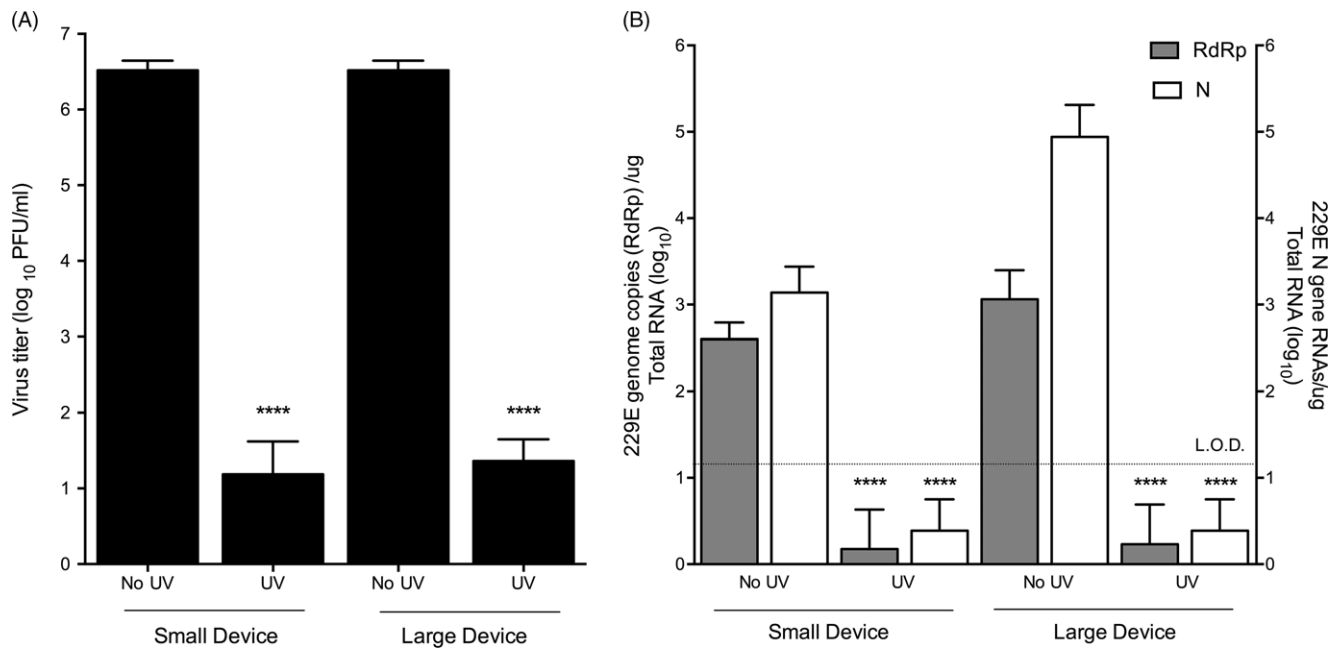 (A)
Virus titer (log 10 PFU/ml)
7
6
5
4
3
2
1
0
****
****
No UV
UV
No UV
UV
Small Device
Large Device
(B)
229E genome copies (RdRp) /ug
Total RNA (log10)
6
5
4
3
2
1
0
RdRp
N
L.O.D.
****
****
****
****
6
5
4
3
2
1
0
229E N gene RNAs/ug
Total RNA (log10)
No UV
UV
No UV
UV
Small Device
Large Device